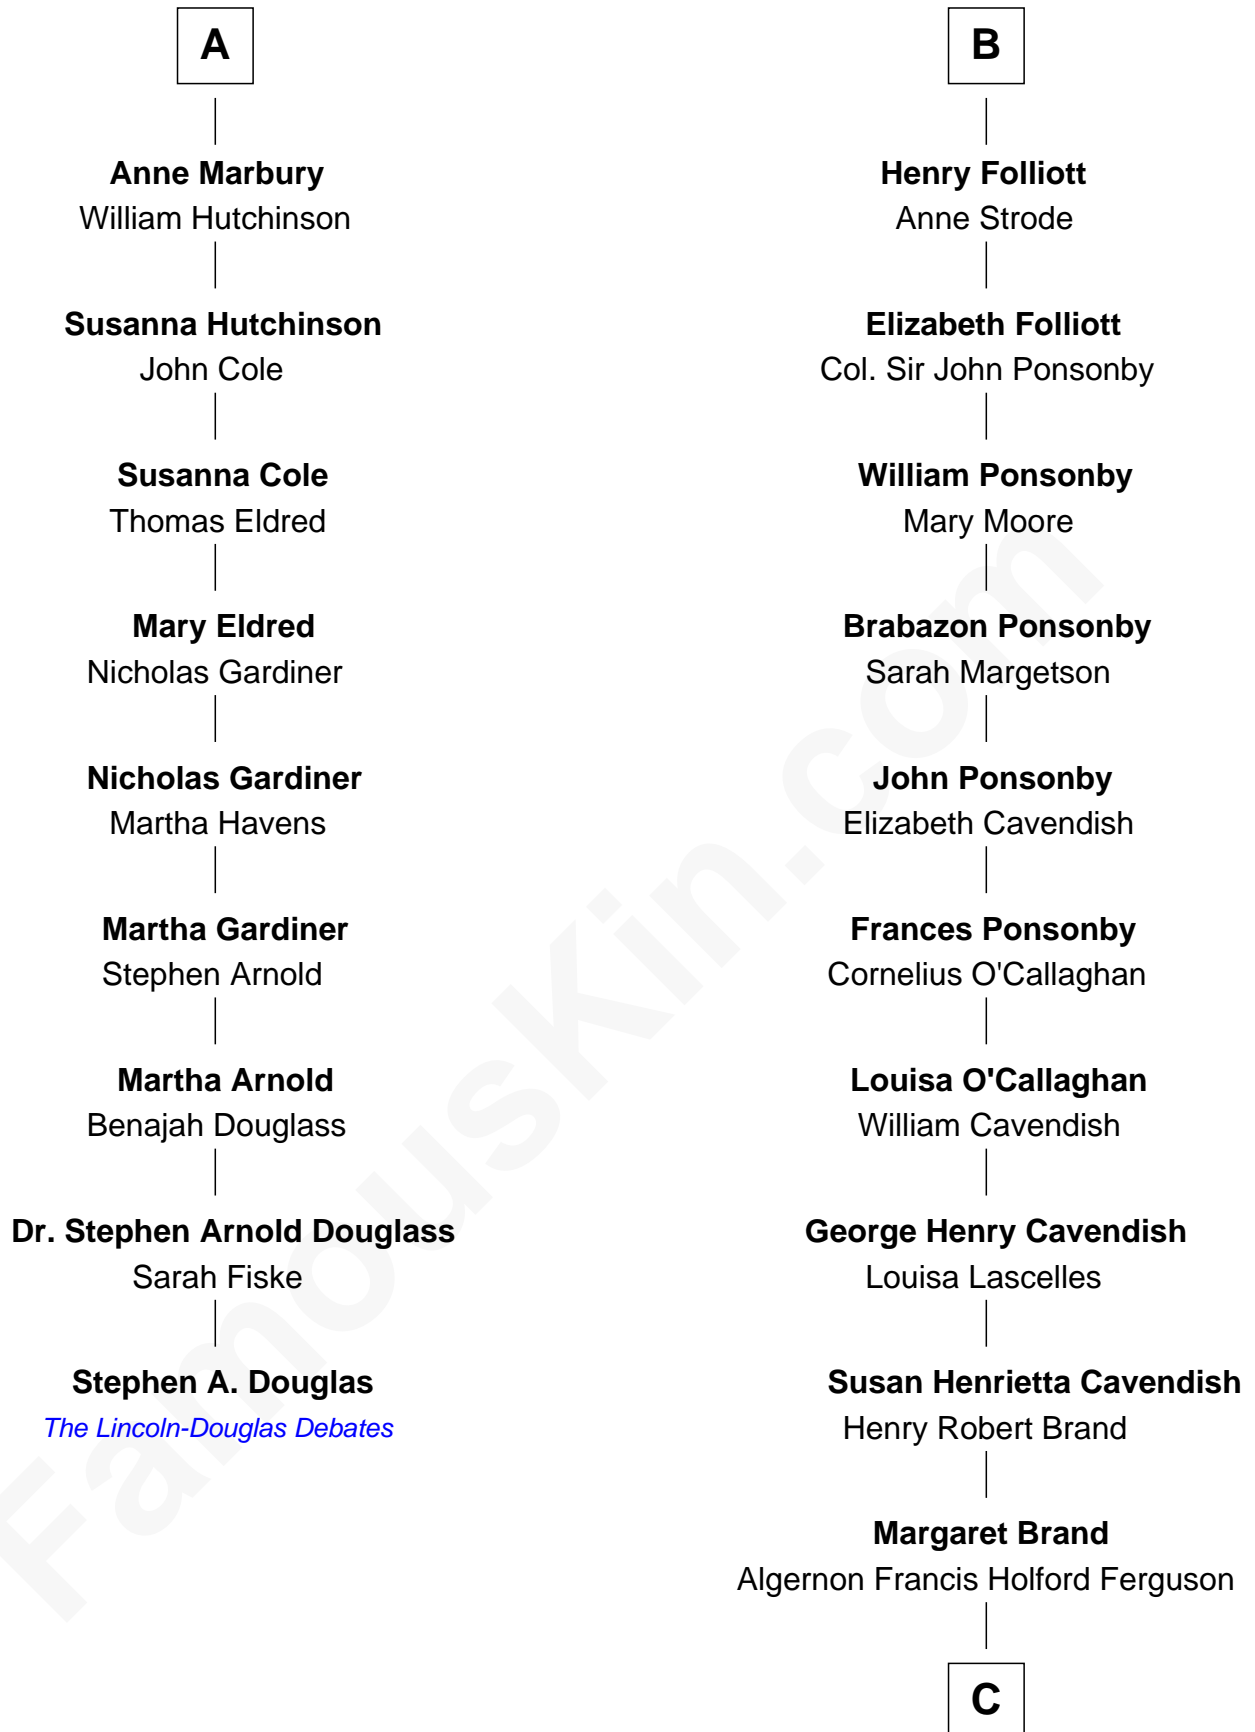 A
Anne Marbury
William Hutchinson
Susanna Hutchinson
John Cole
Susanna Cole
Thomas Eldred
Mary Eldred
Nicholas Gardiner
Nicholas Gardiner
Martha Havens
Martha Gardiner
Stephen Arnold
Martha Arnold
Benajah Douglass
Dr. Stephen Arnold Douglass
Sarah Fiske
Stephen A. Douglas
The Lincoln-Douglas Debates
B
Henry Folliott
Anne Strode
Elizabeth Folliott
Col. Sir John Ponsonby
William Ponsonby
Mary Moore
Brabazon Ponsonby
Sarah Margetson
John Ponsonby
Elizabeth Cavendish
Frances Ponsonby
Cornelius O'Callaghan
Louisa O'Callaghan
William Cavendish
George Henry Cavendish
Louisa Lascelles
Susan Henrietta Cavendish
Henry Robert Brand
Margaret Brand
Algernon Francis Holford Ferguson
C
FamousKin.com